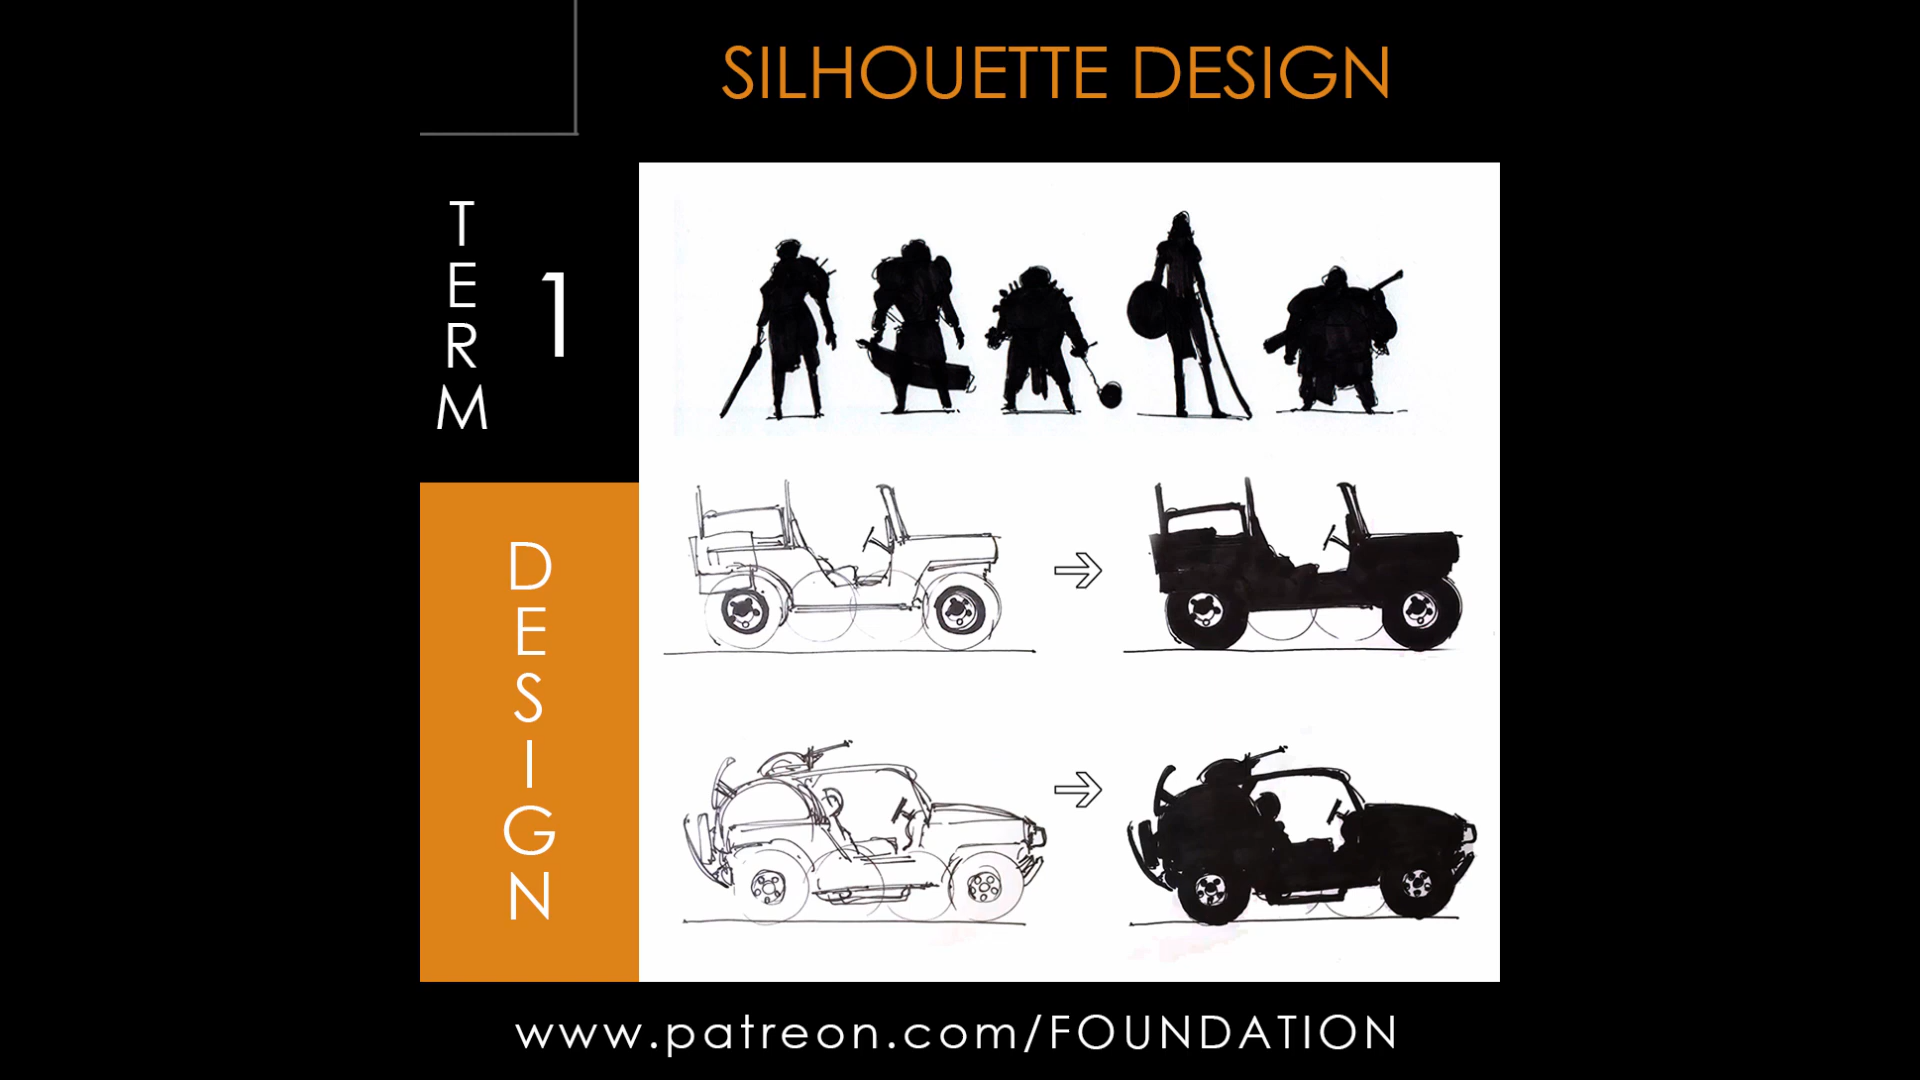 SILHOUETTE DESIGN
TERM
1
DESIGN
www.patreon.com/FOUNDATION